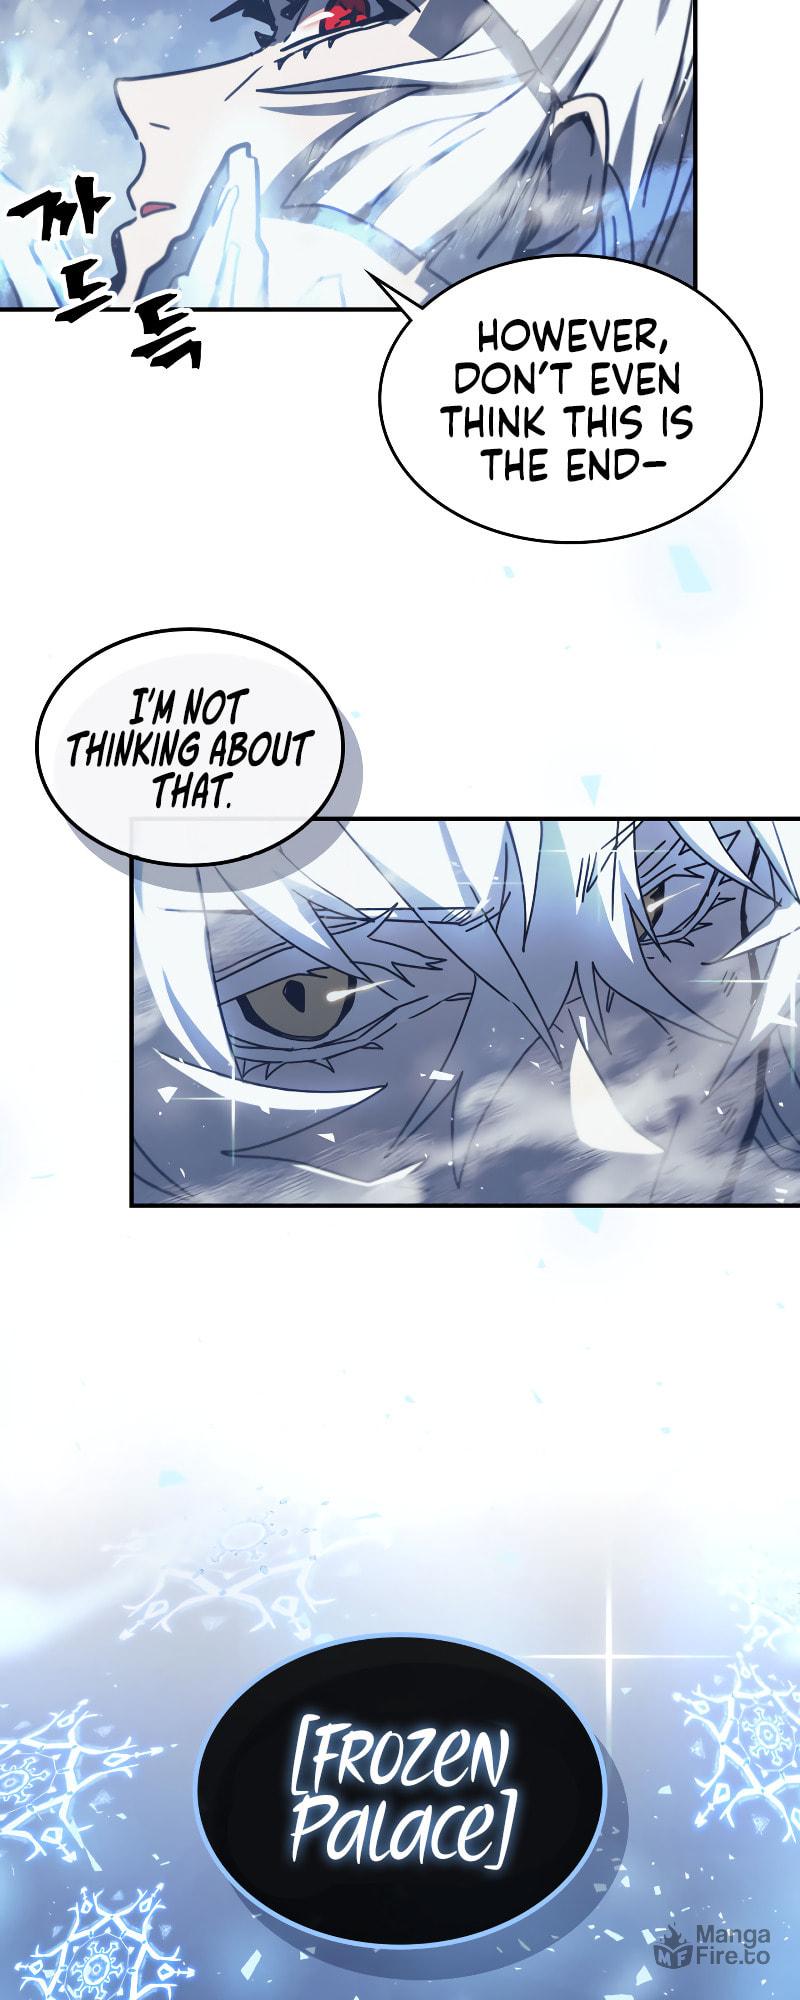 까
드
득
HOWEVER,
DON'T EVEN
THINK THIS IS
THE END-
I'M NOT
THINKING ABOUT
THAT.
[FROZEN
PALACE]
Manga
Fire.to
MF